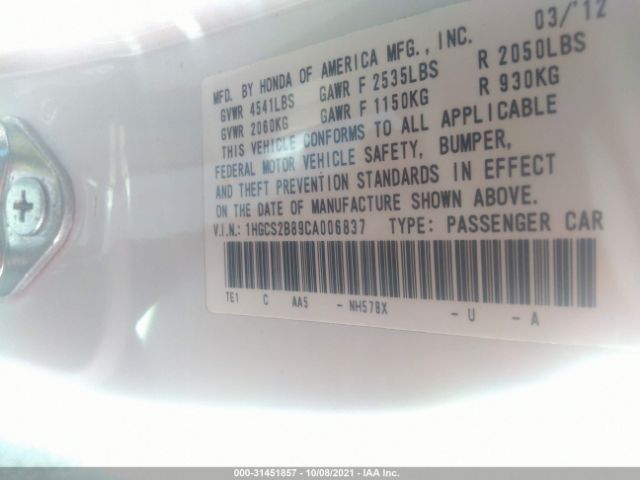 03/'12
MFD. BY HONDA OF AMERICA MFG., INC.
GVWR 4541LBS GAWR F 2535LBS R 2050LBS
GVWR 2060KG GAWR F 1150KG R 930KG
THIS VEHICLE CONFORMS TO ALL APPLICABLE
FEDERAL MOTOR VEHICLE SAFETY, BUMPER,
AND THEFT PREVENTION STANDARDS IN EFFECT
ON THE DATE OF MANUFACTURE SHOWN ABOVE.
V.I.N.: 1HGCS2B89CA006837 TYPE: PASSENGER CAR
TE1 C AA5 - NH578X - U - A
000-31451857 - 10/08/2021 - IAA Inc.